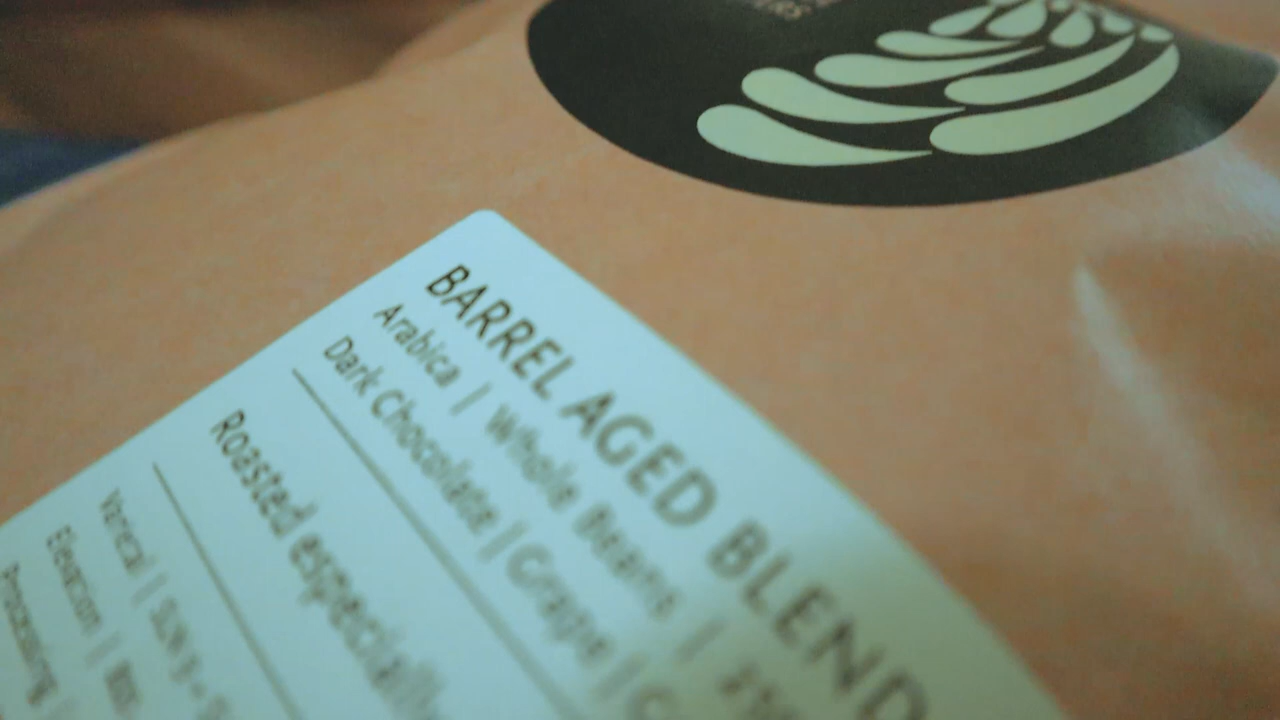 BARREL AGED BLEND
Arabica | Whole Beans |
Dark Chocolate | Grape |
Roasted especially
Varietal |
Elevation |
Processing |